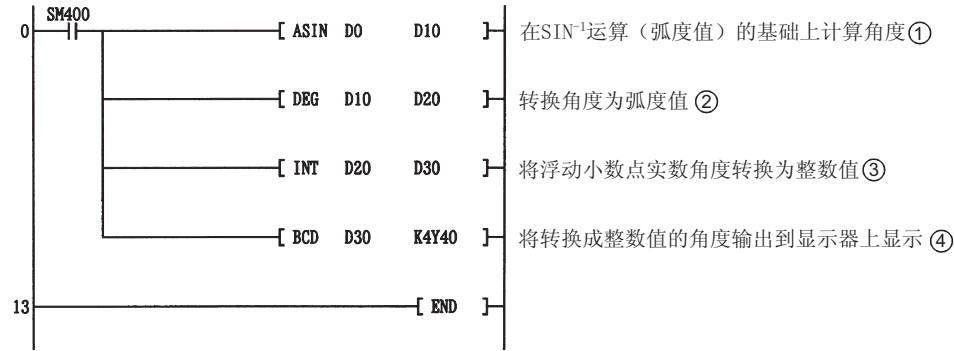 SM400
0 [ ASIN D0 D10 ] 在SIN⁻¹运算（弧度值）的基础上计算角度①
[ DEG D10 D20 ] 转换角度为弧度值 ②
[ INT D20 D30 ] 将浮动小数点实数角度转换为整数值③
[ BCD D30 K4Y40 ] 将转换成整数值的角度输出到显示器上显示 ④
13 [ END ]